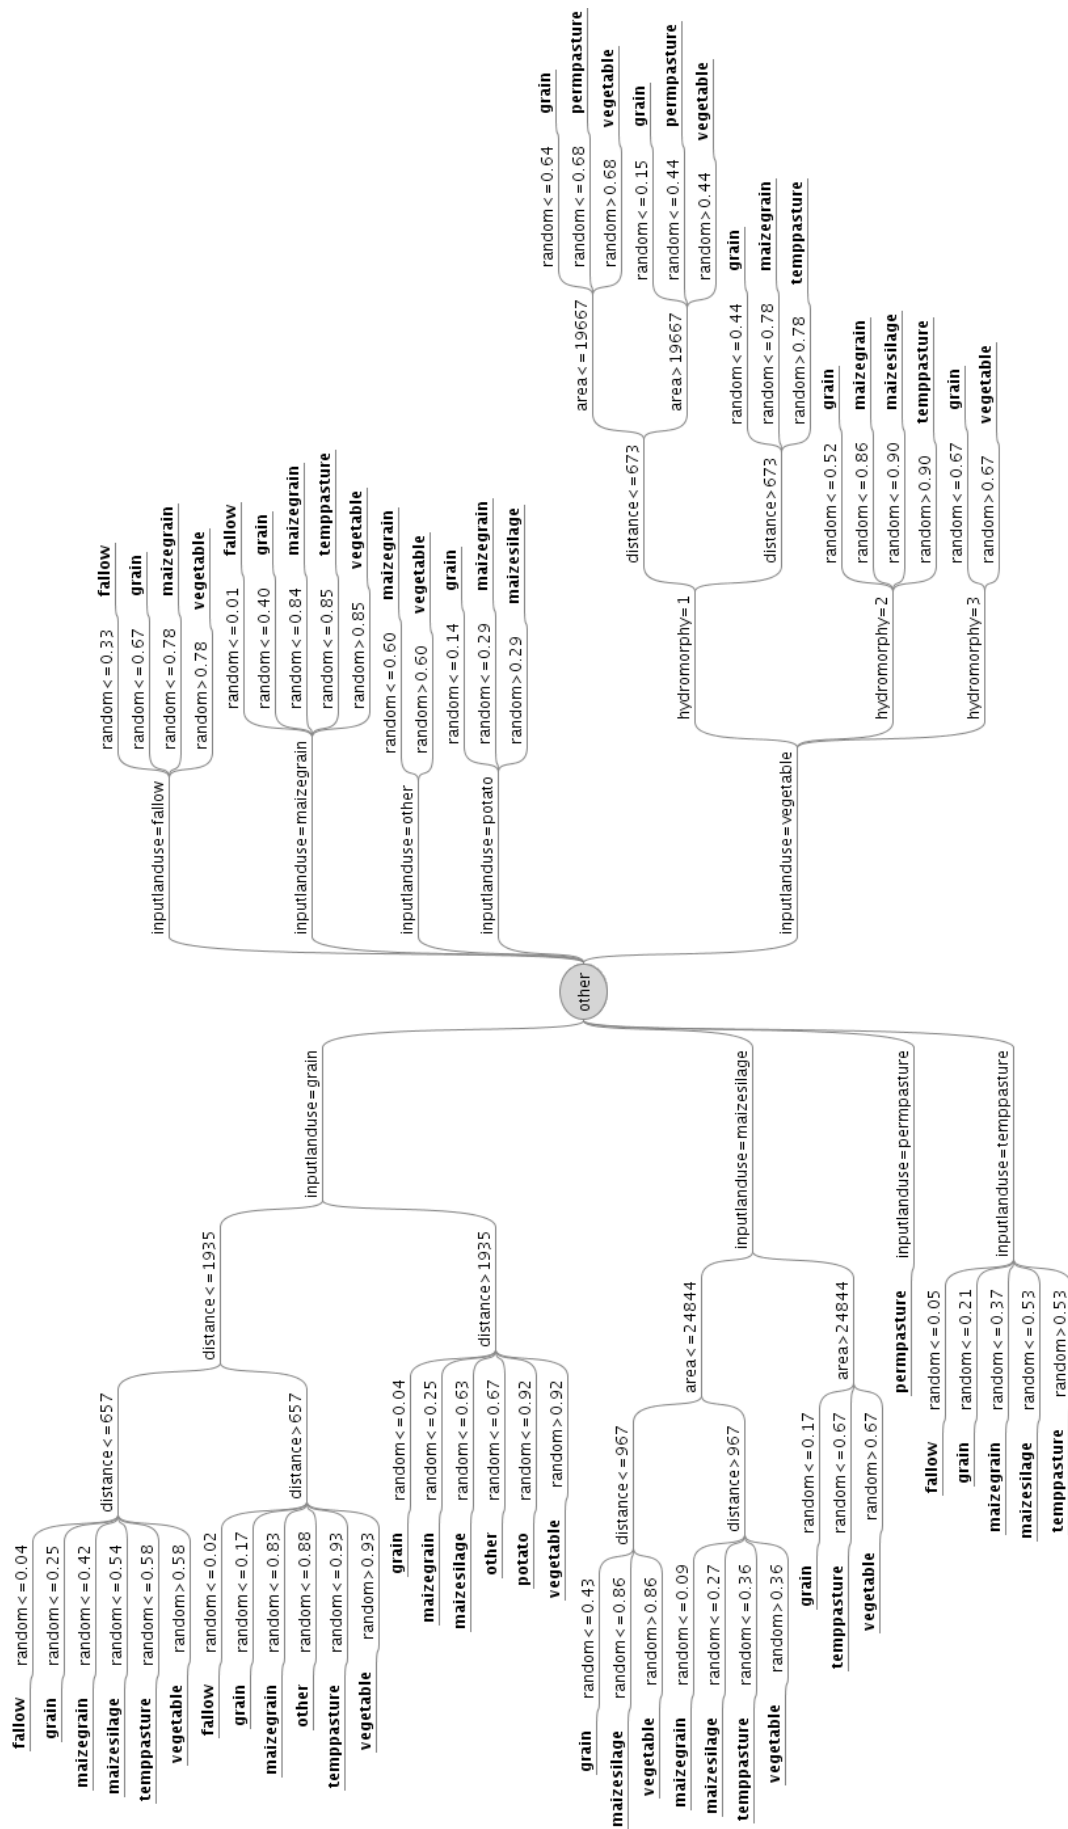 other
inputlanduse=grain
distance<=1935
distance<=657
random<=0.04
fallow
random<=0.25
grain
random<=0.42
maizegrain
random<=0.54
maizesilage
random<=0.58
temppasture
random>0.58
vegetable
distance>657
random<=0.02
fallow
random<=0.17
grain
random<=0.83
maizegrain
random<=0.88
other
random<=0.93
temppasture
random>0.93
vegetable
distance>1935
random<=0.04
grain
random<=0.25
maizegrain
random<=0.63
maizesilage
random<=0.67
other
random<=0.92
potato
random>0.92
vegetable
inputlanduse=maizesilage
area<=24844
distance<=967
random<=0.43
grain
random<=0.86
maizesilage
random>0.86
vegetable
distance>967
random<=0.09
maizegrain
random<=0.27
maizesilage
random<=0.36
temppasture
random>0.36
vegetable
area>24844
random<=0.17
grain
random<=0.67
temppasture
random>0.67
vegetable
inputlanduse=permpasture
permpasture
inputlanduse=temppasture
random<=0.05
fallow
random<=0.21
grain
random<=0.37
maizegrain
random<=0.53
maizesilage
random>0.53
temppasture
inputlanduse=fallow
random<=0.33
fallow
random<=0.67
grain
random<=0.78
maizegrain
random>0.78
vegetable
inputlanduse=maizegrain
random<=0.01
fallow
random<=0.40
grain
random<=0.84
maizegrain
random<=0.85
temppasture
random>0.85
vegetable
inputlanduse=other
random<=0.60
maizegrain
random>0.60
vegetable
inputlanduse=potato
random<=0.14
grain
random<=0.29
maizegrain
random>0.29
maizesilage
inputlanduse=vegetable
hydromorphy=1
distance<=673
area<=19667
random<=0.64
grain
random<=0.68
permpasture
random>0.68
vegetable
area>19667
random<=0.15
grain
random<=0.44
permpasture
random>0.44
vegetable
distance>673
random<=0.44
grain
random<=0.78
maizegrain
random>0.78
temppasture
hydromorphy=2
random<=0.52
grain
random<=0.86
maizegrain
random<=0.90
maizesilage
random>0.90
temppasture
hydromorphy=3
random<=0.67
grain
random>0.67
vegetable